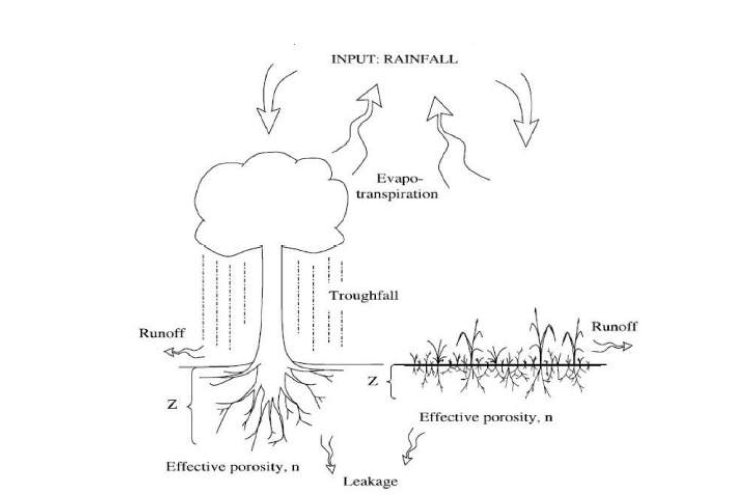 INPUT: RAINFALL
Evapo-
transpiration
Troughfall
Runoff
Runoff
Z
Z
Effective porosity, n
Effective porosity, n
Leakage